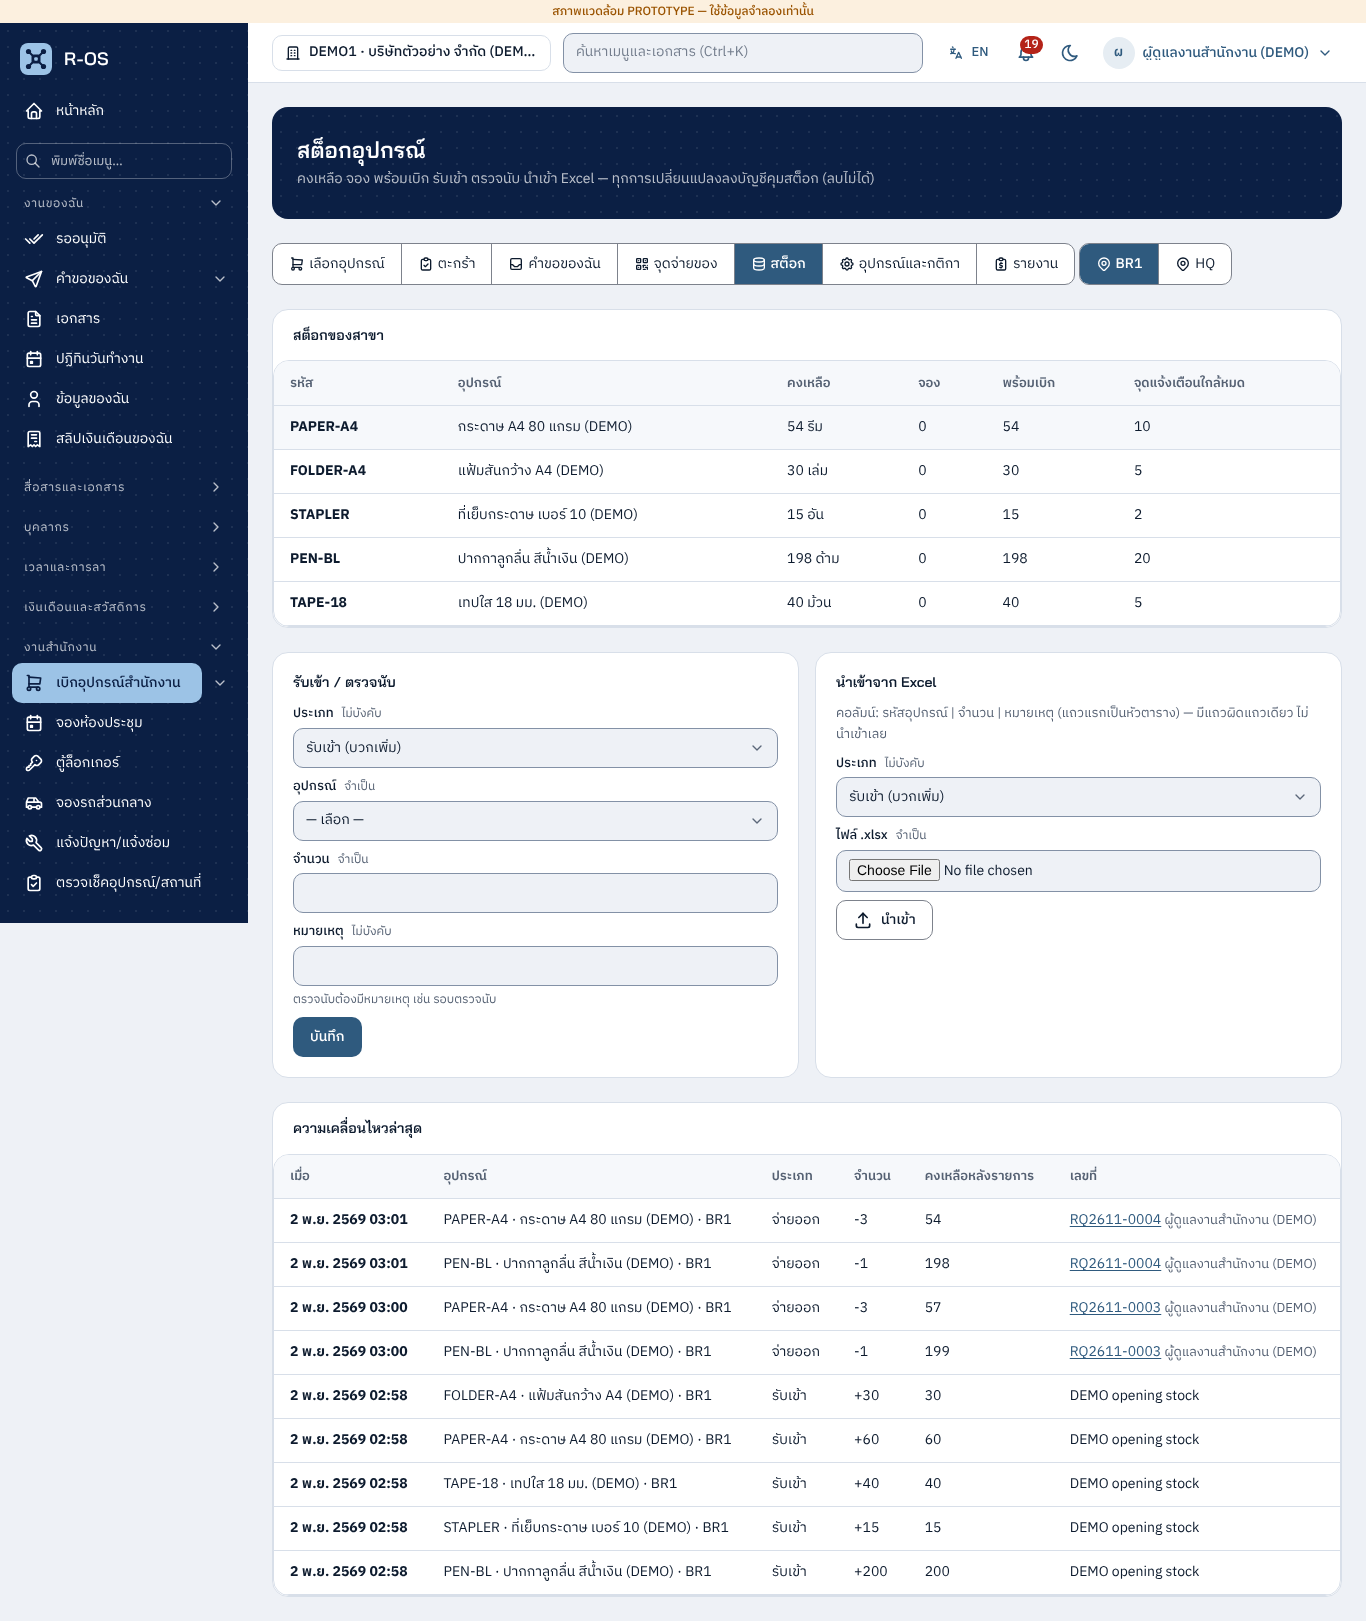 สภาพแวดล้อม PROTOTYPE — ใช้ข้อมูลจำลองเท่านั้น
R-OS
DEMO1 · บริษัทตัวอย่าง จำกัด (DEM...
ค้นหาเมนูและเอกสาร (Ctrl+K)
EN
19
ผ
ผู้ดูแลงานสำนักงาน (DEMO)
หน้าหลัก
พิมพ์ชื่อเมนู...
งานของฉัน
รออนุมัติ
คำขอของฉัน
เอกสาร
ปฏิทินวันทำงาน
ข้อมูลของฉัน
สลิปเงินเดือนของฉัน
สื่อสารและเอกสาร
บุคลากร
เวลาและการลา
เงินเดือนและสวัสดิการ
งานสำนักงาน
เบิกอุปกรณ์สำนักงาน
จองห้องประชุม
ตู้ล็อกเกอร์
จองรถส่วนกลาง
แจ้งปัญหา/แจ้งซ่อม
ตรวจเช็คอุปกรณ์/สถานที่
สต็อกอุปกรณ์
คงเหลือ จอง พร้อมเบิก รับเข้า ตรวจนับ นำเข้า Excel — ทุกการเปลี่ยนแปลงลงบัญชีคุมสต็อก (ลบไม่ได้)
เลือกอุปกรณ์ ตะกร้า คำขอของฉัน จุดจ่ายของ สต็อก อุปกรณ์และกติกา รายงาน BR1 HQ
สต็อกของสาขา
รหัส อุปกรณ์ คงเหลือ จอง พร้อมเบิก จุดแจ้งเตือนใกล้หมด
PAPER-A4 กระดาษ A4 80 แกรม (DEMO) 54 รีม 0 54 10
FOLDER-A4 แฟ้มสันกว้าง A4 (DEMO) 30 เล่ม 0 30 5
STAPLER ที่เย็บกระดาษ เบอร์ 10 (DEMO) 15 อัน 0 15 2
PEN-BL ปากกาลูกลื่น สีน้ำเงิน (DEMO) 198 ด้าม 0 198 20
TAPE-18 เทปใส 18 มม. (DEMO) 40 ม้วน 0 40 5
รับเข้า / ตรวจนับ
ประเภท ไม่บังคับ
รับเข้า (บวกเพิ่ม)
อุปกรณ์ จำเป็น
— เลือก —
จำนวน จำเป็น
หมายเหตุ ไม่บังคับ
ตรวจนับต้องมีหมายเหตุ เช่น รอบตรวจนับ
บันทึก
นำเข้าจาก Excel
คอลัมน์: รหัสอุปกรณ์ | จำนวน | หมายเหตุ (แถวแรกเป็นหัวตาราง) — มีแถวผิดแถวเดียว ไม่
นำเข้าเลย
ประเภท ไม่บังคับ
รับเข้า (บวกเพิ่ม)
ไฟล์ .xlsx จำเป็น
Choose File No file chosen
นำเข้า
ความเคลื่อนไหวล่าสุด
เมื่อ อุปกรณ์ ประเภท จำนวน คงเหลือหลังรายการ เลขที่
2 พ.ย. 2569 03:01 PAPER-A4 · กระดาษ A4 80 แกรม (DEMO) · BR1 จ่ายออก -3 54 RQ2611-0004 ผู้ดูแลงานสำนักงาน (DEMO)
2 พ.ย. 2569 03:01 PEN-BL · ปากกาลูกลื่น สีน้ำเงิน (DEMO) · BR1 จ่ายออก -1 198 RQ2611-0004 ผู้ดูแลงานสำนักงาน (DEMO)
2 พ.ย. 2569 03:00 PAPER-A4 · กระดาษ A4 80 แกรม (DEMO) · BR1 จ่ายออก -3 57 RQ2611-0003 ผู้ดูแลงานสำนักงาน (DEMO)
2 พ.ย. 2569 03:00 PEN-BL · ปากกาลูกลื่น สีน้ำเงิน (DEMO) · BR1 จ่ายออก -1 199 RQ2611-0003 ผู้ดูแลงานสำนักงาน (DEMO)
2 พ.ย. 2569 02:58 FOLDER-A4 · แฟ้มสันกว้าง A4 (DEMO) · BR1 รับเข้า +30 30 DEMO opening stock
2 พ.ย. 2569 02:58 PAPER-A4 · กระดาษ A4 80 แกรม (DEMO) · BR1 รับเข้า +60 60 DEMO opening stock
2 พ.ย. 2569 02:58 TAPE-18 · เทปใส 18 มม. (DEMO) · BR1 รับเข้า +40 40 DEMO opening stock
2 พ.ย. 2569 02:58 STAPLER · ที่เย็บกระดาษ เบอร์ 10 (DEMO) · BR1 รับเข้า +15 15 DEMO opening stock
2 พ.ย. 2569 02:58 PEN-BL · ปากกาลูกลื่น สีน้ำเงิน (DEMO) · BR1 รับเข้า +200 200 DEMO opening stock